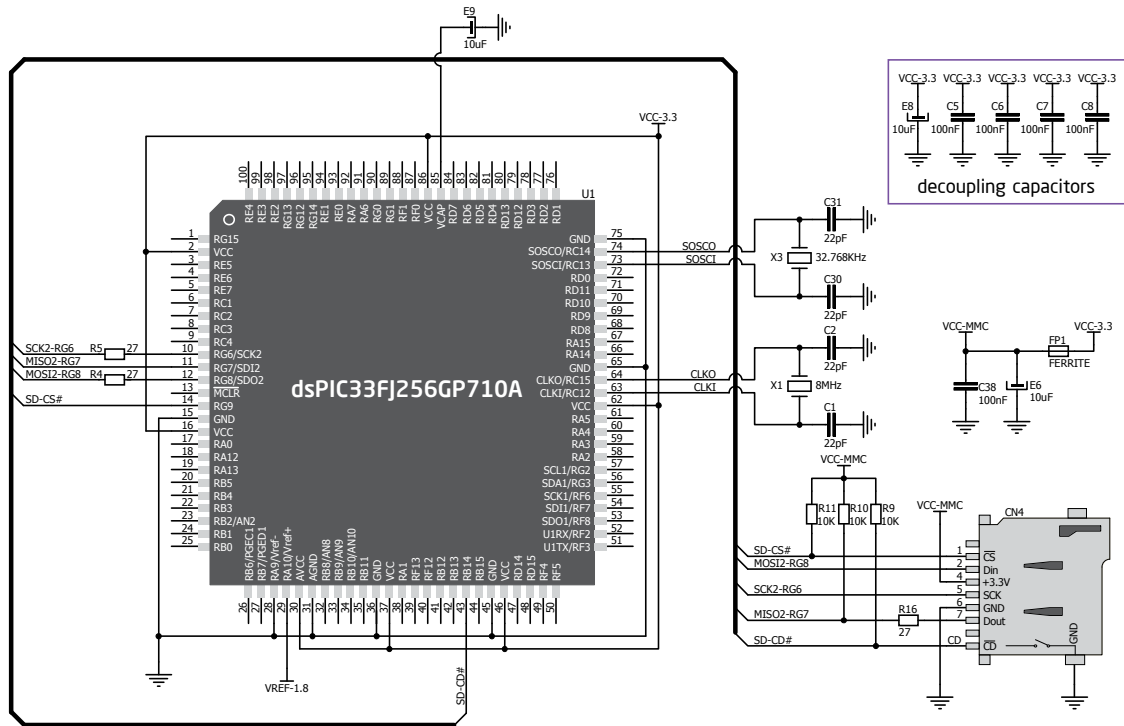 E9
10uF
VCC-3.3 VCC-3.3 VCC-3.3 VCC-3.3 VCC-3.3
E8 C5 C6 C7 C8
10uF 100nF 100nF 100nF 100nF
decoupling capacitors
VCC-3.3
100 99 98 97 96 95 94 93 92 91 90 89 88 87 86 85 84 83 82 81 80 79 78 77 76
U1
RE4 RE3 RE2 RG13 RG12 RG14 RE1 RE0 RA7 RA6 RG0 RG1 RF1 RF0 VCC VCAP RD7 RD6 RD5 RD4 RD13 RD12 RD3 RD2 RD1
1 RG15
2 VCC
3 RE5
4 RE6
5 RE7
6 RC1
7 RC2
8 RC3
9 RC4
SCK2-RG6 R5 27 10 RG6/SCK2
MISO2-RG7 11 RG7/SDI2
MOSI2-RG8 R4 27 12 RG8/SDO2
13 MCLR
SD-CS# 14 RG9
15 GND
16 VCC
17 RA0
18 RA12
19 RA13
20 RB5
21 RB4
22 RB3
23 RB2/AN2
24 RB1
25 RB0
dsPIC33FJ256GP710A
GND 75
SOSCO/RC14 74 SOSCO
SOSCI/RC13 73 SOSCI
RD0 72
RD11 71
RD10 70
RD9 69
RD8 68
RA15 67
RA14 66
GND 65
CLKO/RC15 64 CLKO
CLKI/RC12 63 CLKI
VCC 62
RA5 61
RA4 60
RA3 59
RA2 58
SCL1/RG2 57
SDA1/RG3 56
SCK1/RF6 55
SDI1/RF7 54
SDO1/RF8 53
U1RX/RF2 52
U1TX/RF3 51
RB6/PGEC1 RB7/PGED1 RA9/Vref- RA10/Vref+ AVCC AGND RB8/AN8 RB9/AN9 RB10/AN10 RB11 GND VCC RA1 RF13 RF12 RB12 RB13 RB14 RB15 GND VCC RD14 RD15 RF4 RF5
26 27 28 29 30 31 32 33 34 35 36 37 38 39 40 41 42 43 44 45 46 47 48 49 50
VREF-1.8
SD-CD#
C31
22pF
X3 32.768KHz
C30
22pF
C2
22pF
X1 8MHz
C1
22pF
VCC-MMC VCC-3.3
FP1
FERRITE
C38
100nF
E6
10uF
VCC-MMC
R11 R10 R9
10K 10K 10K
VCC-MMC
CN4
SD-CS# 1 CS
MOSI2-RG8 2 Din
4 +3.3V
SCK2-RG6 5 SCK
6 GND
MISO2-RG7 R16 7 Dout
27
SD-CD# CD CD
GND